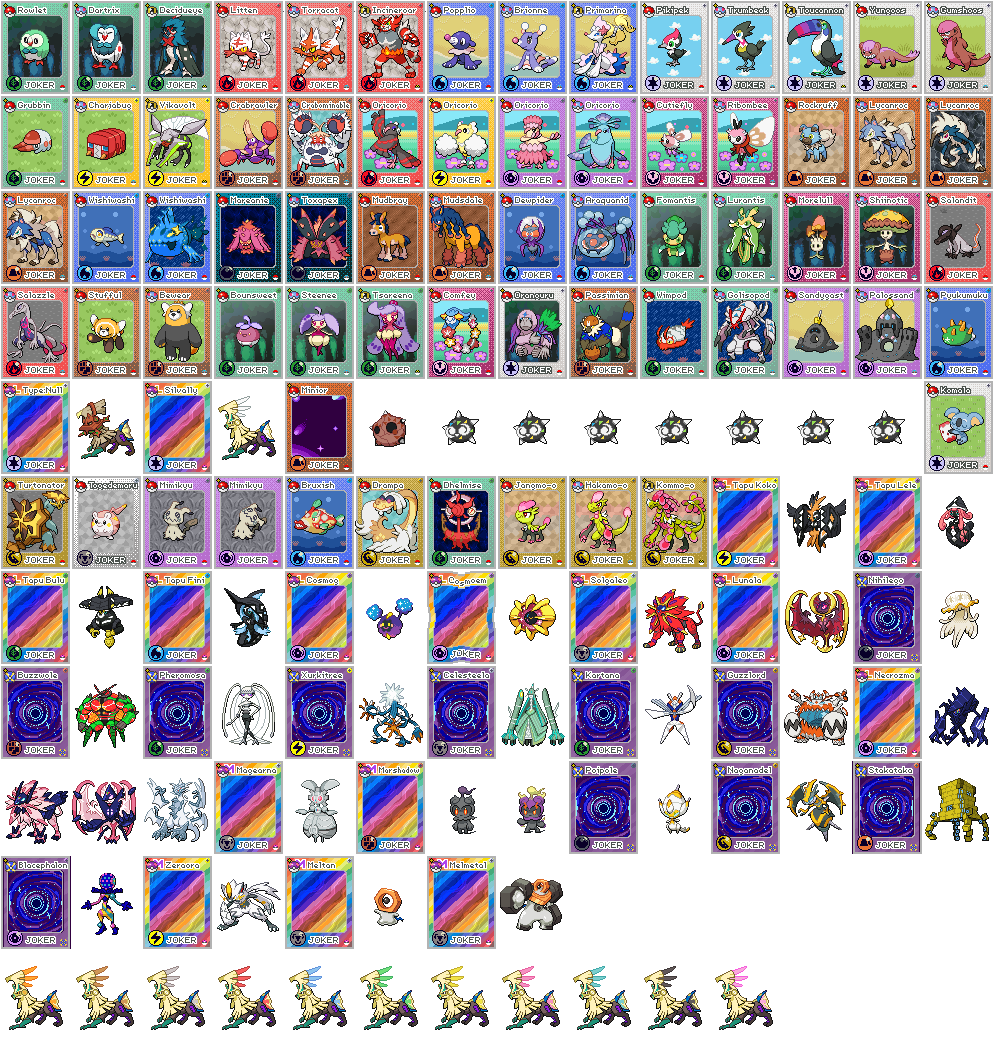 Rowlet Dartrix Decidueye Litten Torracat Incineroar Popplio Brionne Primarina Pikipek Trumbeak Toucannon Yungoos Gumshoos
JOKER JOKER JOKER JOKER JOKER JOKER JOKER JOKER JOKER JOKER JOKER JOKER JOKER JOKER
Grubbin Charjabug Vikavolt Crabrawler Crabominable Oricorio Oricorio Oricorio Oricorio Cutiefly Ribombee Rockruff Lycanroc Lycanroc
JOKER JOKER JOKER JOKER JOKER JOKER JOKER JOKER JOKER JOKER JOKER JOKER JOKER JOKER
Lycanroc Wishiwashi Wishiwashi Mareanie Toxapex Mudbray Mudsdale Dewpider Araquanid Fomantis Lurantis Morelull Shiinotic Salandit
JOKER JOKER JOKER JOKER JOKER JOKER JOKER JOKER JOKER JOKER JOKER JOKER JOKER JOKER
Salazzle Stufful Bewear Bounsweet Steenee Tsareena Comfey Oranguru Passimian Wimpod Golisopod Sandygast Palossand Pyukumuku
JOKER JOKER JOKER JOKER JOKER JOKER JOKER JOKER JOKER JOKER JOKER JOKER JOKER JOKER
Type:Null Silvally Minior Komala
JOKER JOKER JOKER JOKER
Turtonator Togedemaru Mimikyu Mimikyu Bruxish Drampa Dhelmise Jangmo-o Hakamo-o Kommo-o Tapu Koko Tapu Lele
JOKER JOKER JOKER JOKER JOKER JOKER JOKER JOKER JOKER JOKER JOKER JOKER
Tapu Bulu Tapu Fini Cosmog Cosmoem Solgaleo Lunala Nihilego
JOKER JOKER JOKER JOKER JOKER JOKER JOKER
Buzzwole Pheromosa Xurkitree Celesteela Kartana Guzzlord Necrozma
JOKER JOKER JOKER JOKER JOKER JOKER JOKER
Magearna Marshadow Poipole Naganadel Stakataka
JOKER JOKER JOKER JOKER JOKER
Blacephalon Zeraora Meltan Melmetal
JOKER JOKER JOKER JOKER